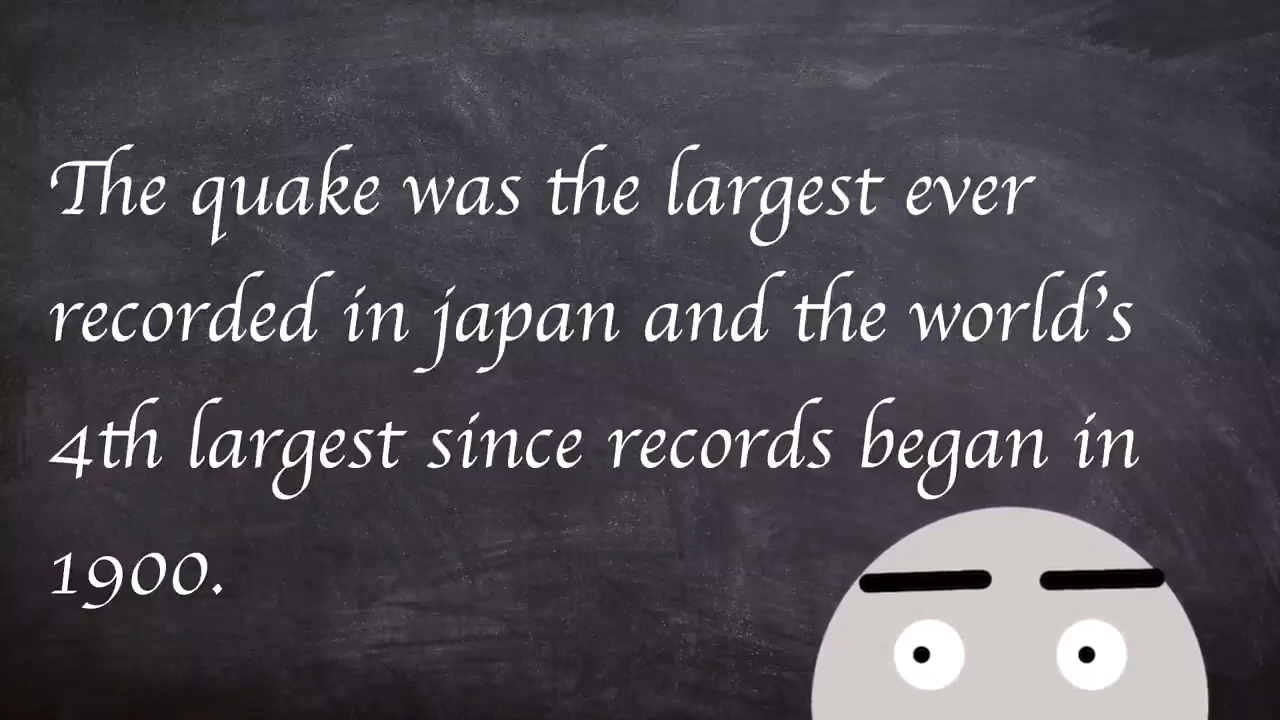 The quake was the largest ever
recorded in japan and the world's
4th largest since records began in
1900.